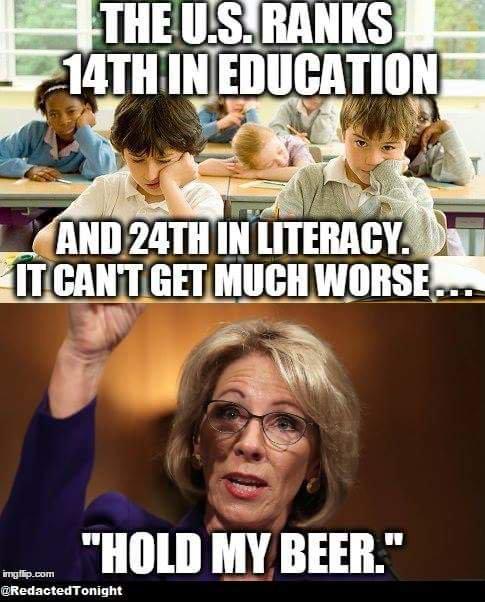 THE U.S. RANKS
14TH IN EDUCATION
AND 24TH IN LITERACY.
IT CAN'T GET MUCH WORSE . . .
"HOLD MY BEER."
imgflip.com
@RedactedTonight